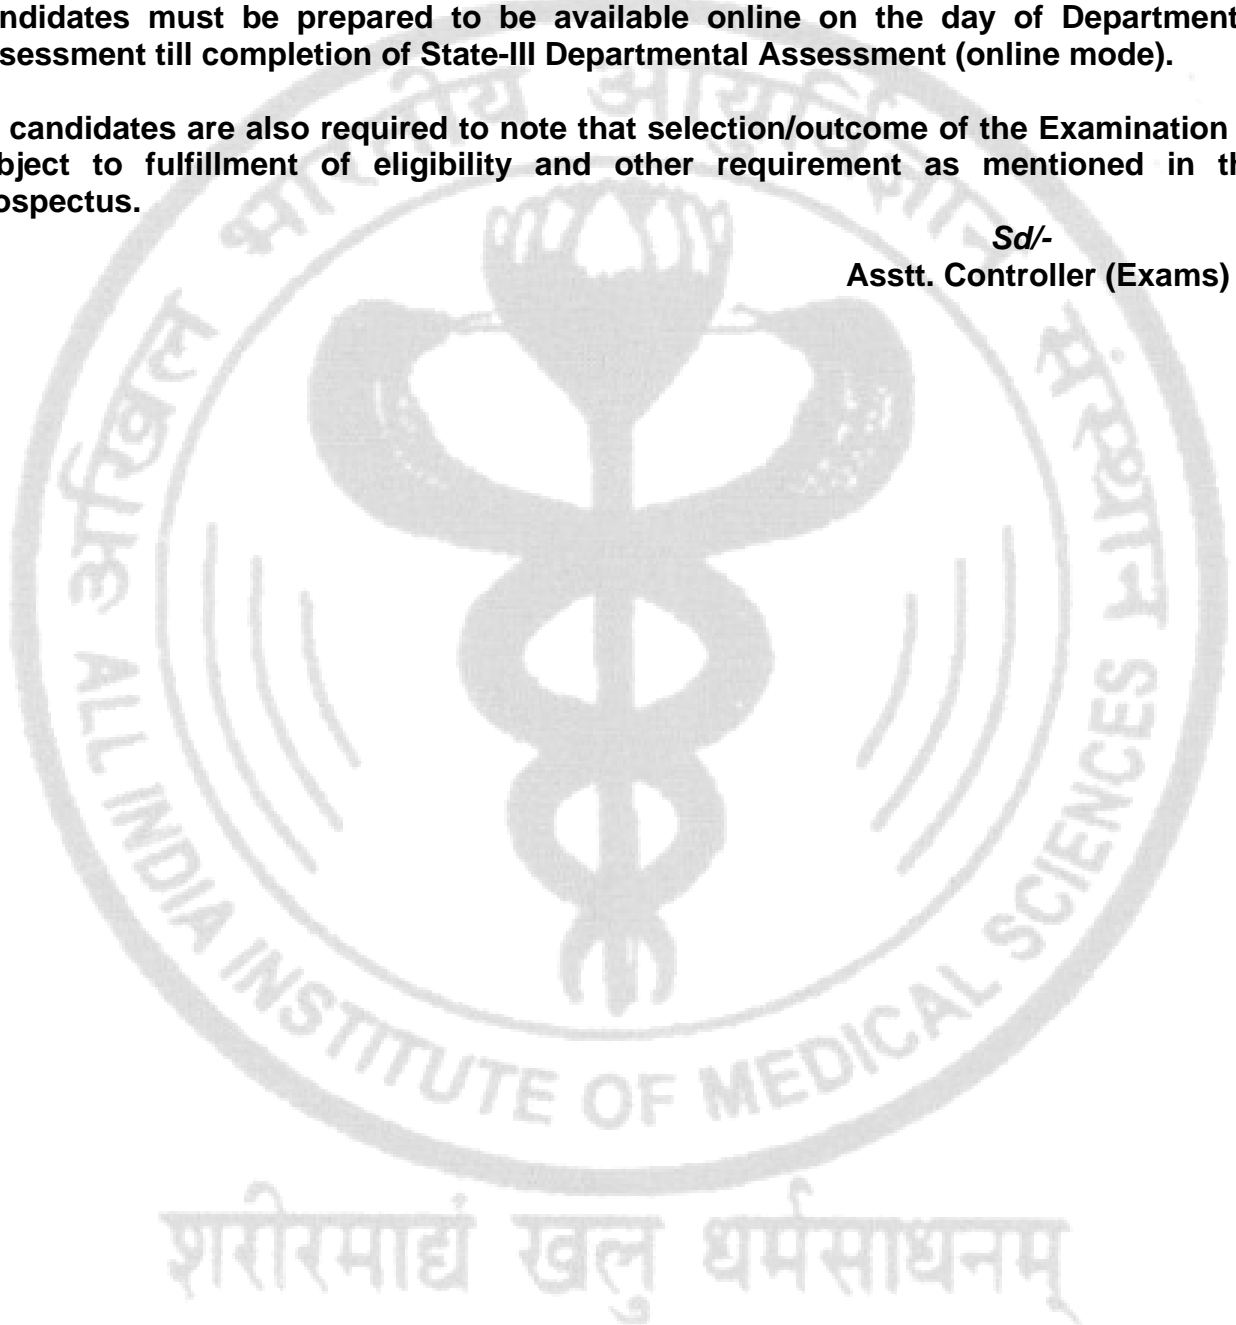 ndidates must be prepared to be available online on the day of Department
sessment till completion of State-III Departmental Assessment (online mode).
candidates are also required to note that selection/outcome of the Examination
bject to fulfillment of eligibility and other requirement as mentioned in th
ospectus.
Sd/-
Asstt. Controller (Exams)
अखिल भारतीय आयुर्विज्ञान संस्थान
ALL INDIA INSTITUTE OF MEDICAL SCIENCES
शरीरमाद्यं खलु धर्मसाधनम्